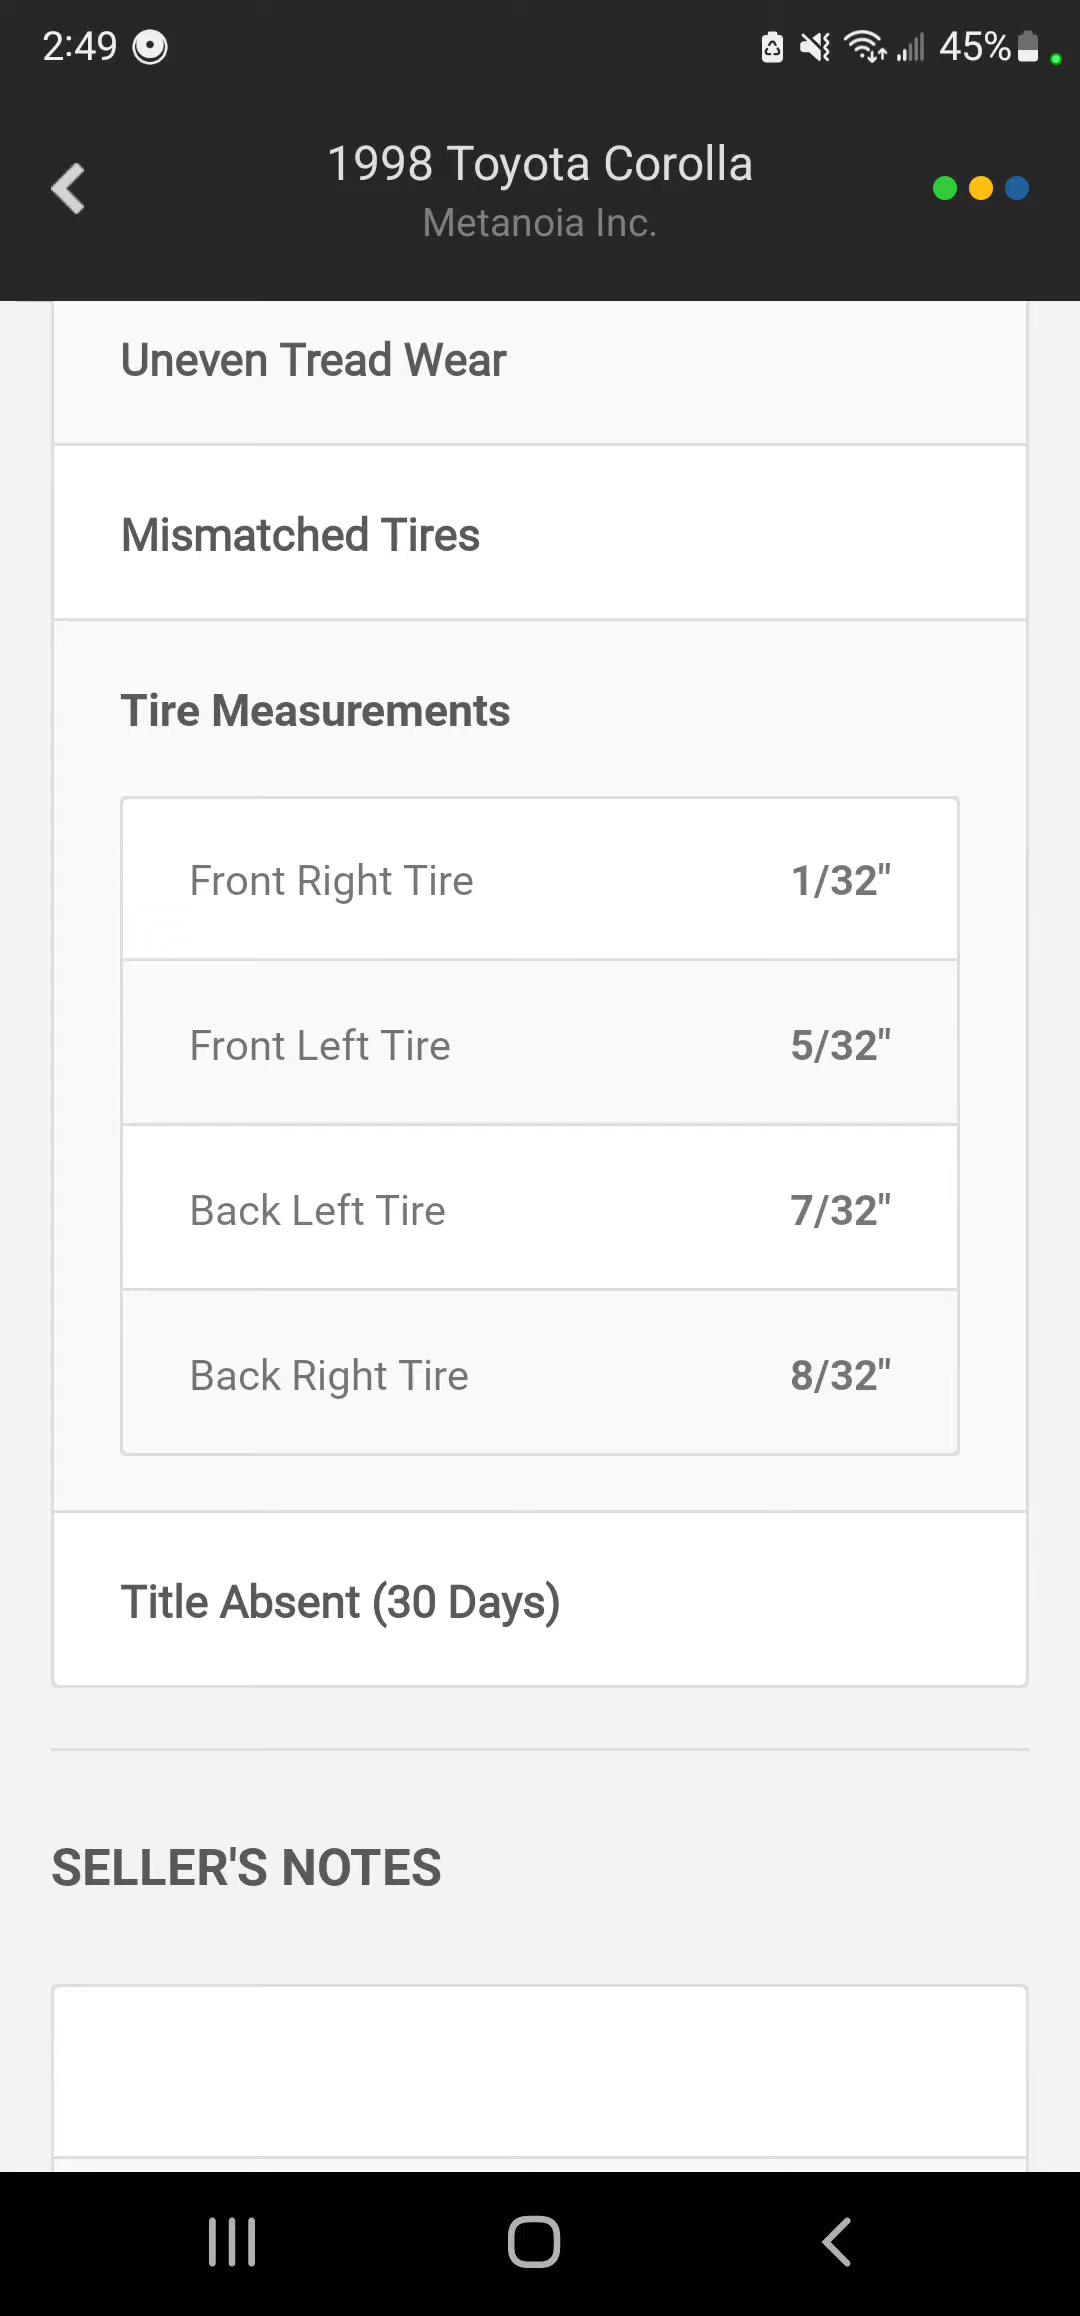 2:49
45%
1998 Toyota Corolla
Metanoia Inc.
Uneven Tread Wear
Mismatched Tires
Tire Measurements
Front Right Tire 1/32"
Front Left Tire 5/32"
Back Left Tire 7/32"
Back Right Tire 8/32"
Title Absent (30 Days)
SELLER'S NOTES